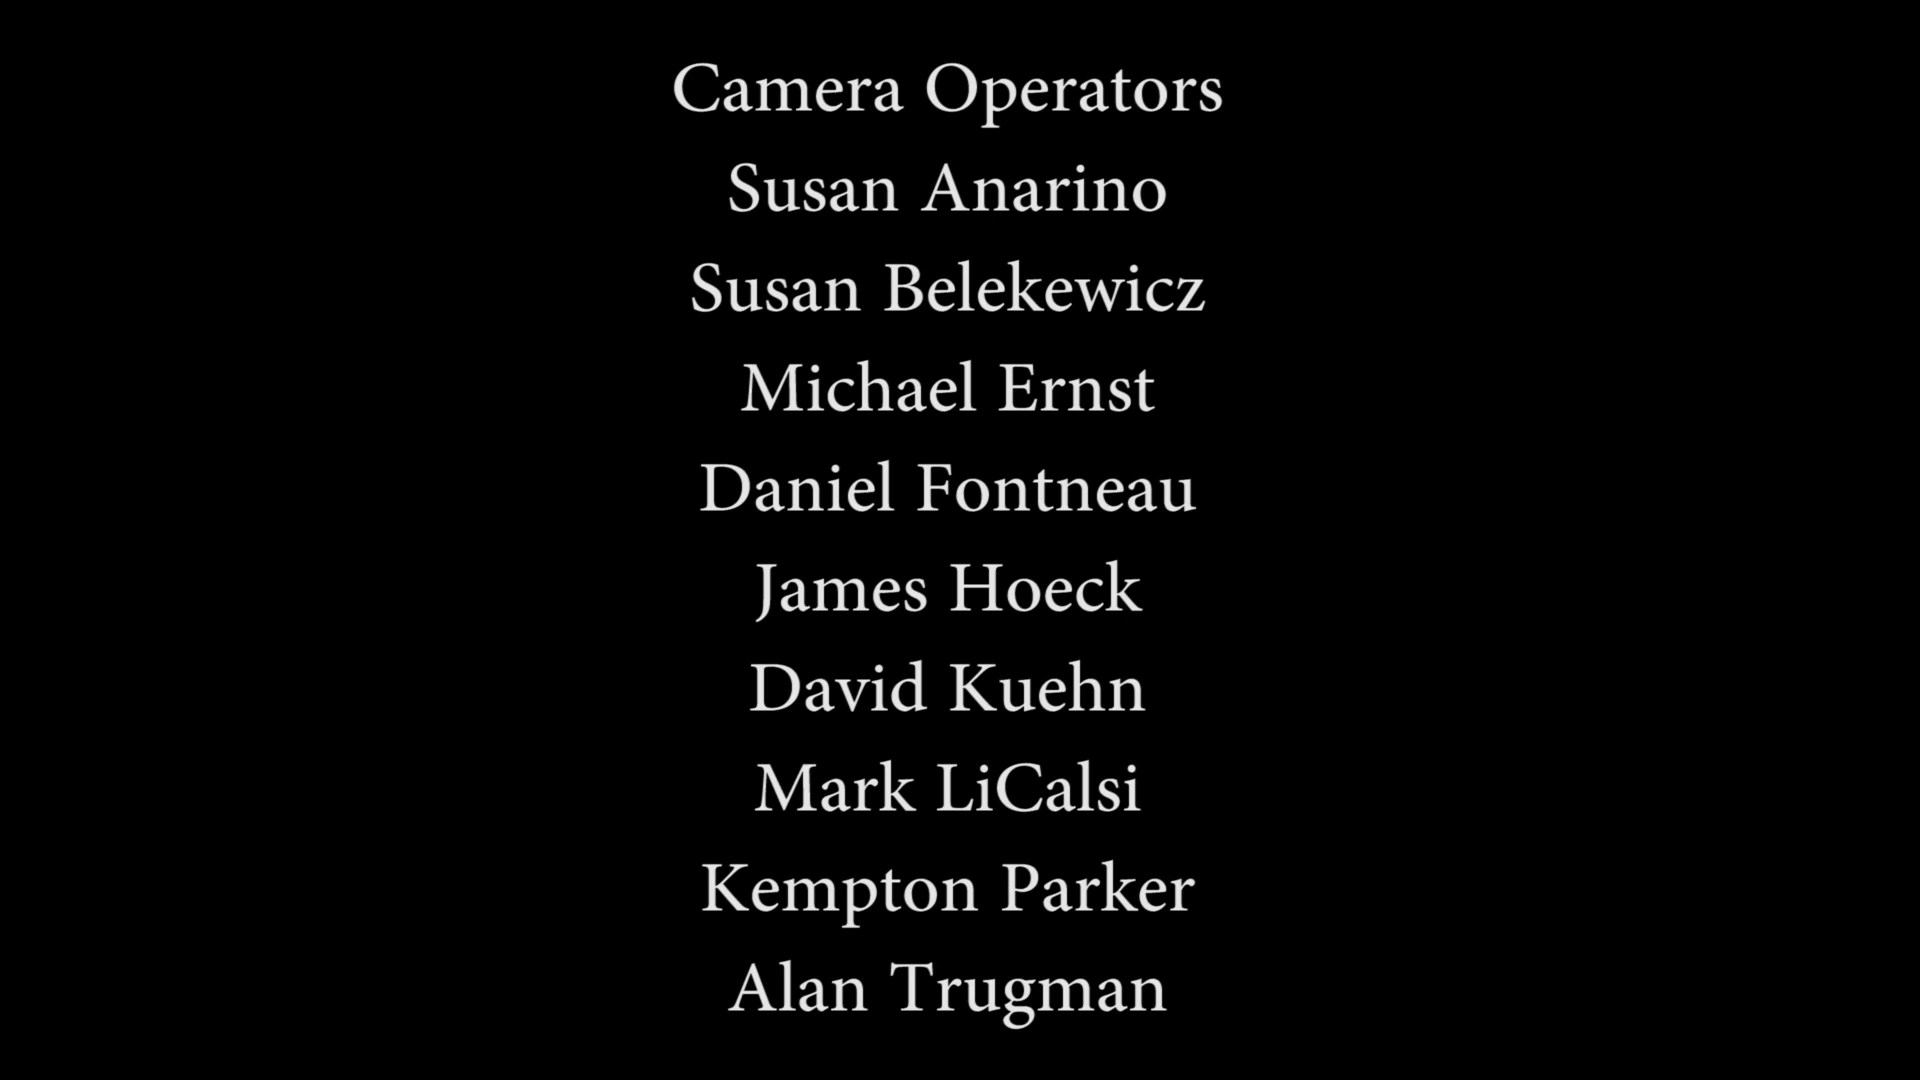 Camera Operators
Susan Anarino
Susan Belekewicz
Michael Ernst
Daniel Fontneau
James Hoeck
David Kuehn
Mark LiCalsi
Kempton Parker
Alan Trugman